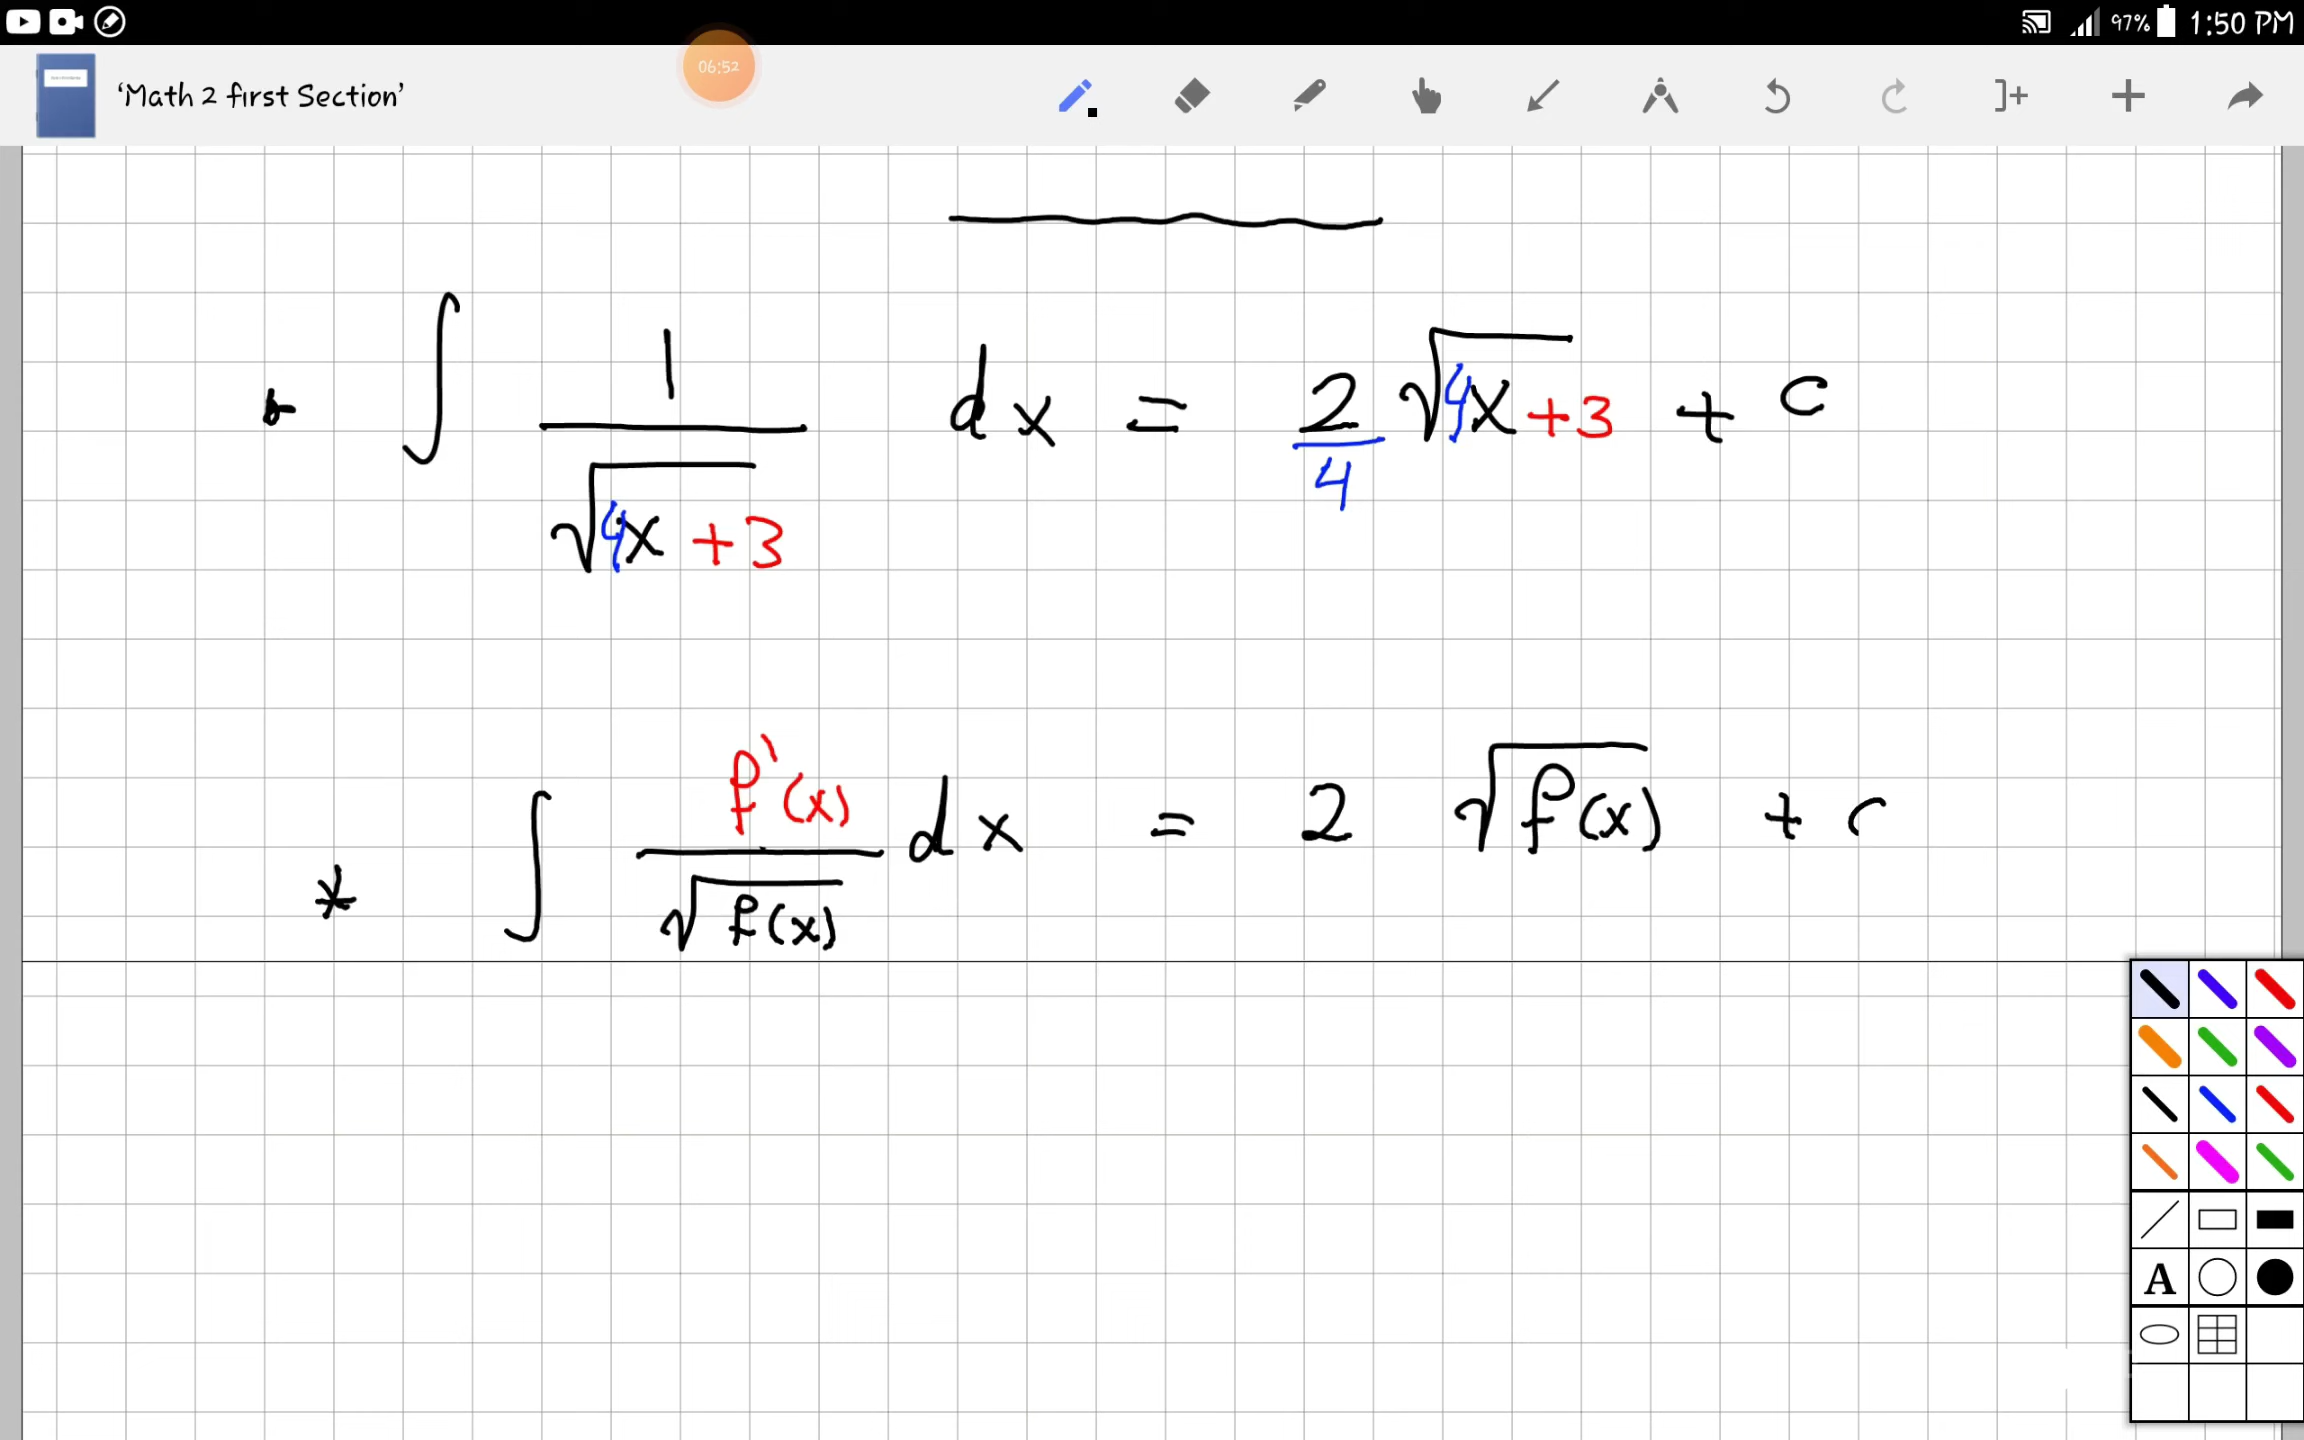 97% 1:50 PM
'Math 2 first Section' 06:52
* ∫ 1/√(4x + 3) dx = 2/4 √(4x + 3) + c
* ∫ f'(x)/√f(x) dx = 2 √f(x) + c
A